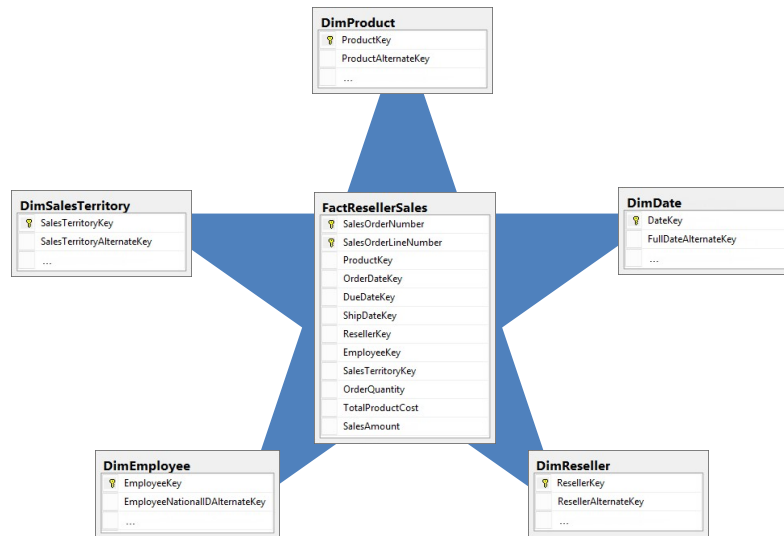 DimProduct
ProductKey
ProductAlternateKey
...
DimSalesTerritory
SalesTerritoryKey
SalesTerritoryAlternateKey
...
FactResellerSales
SalesOrderNumber
SalesOrderLineNumber
ProductKey
OrderDateKey
DueDateKey
ShipDateKey
ResellerKey
EmployeeKey
SalesTerritoryKey
OrderQuantity
TotalProductCost
SalesAmount
DimDate
DateKey
FullDateAlternateKey
...
DimEmployee
EmployeeKey
EmployeeNationalIDAlternateKey
...
DimReseller
ResellerKey
ResellerAlternateKey
...